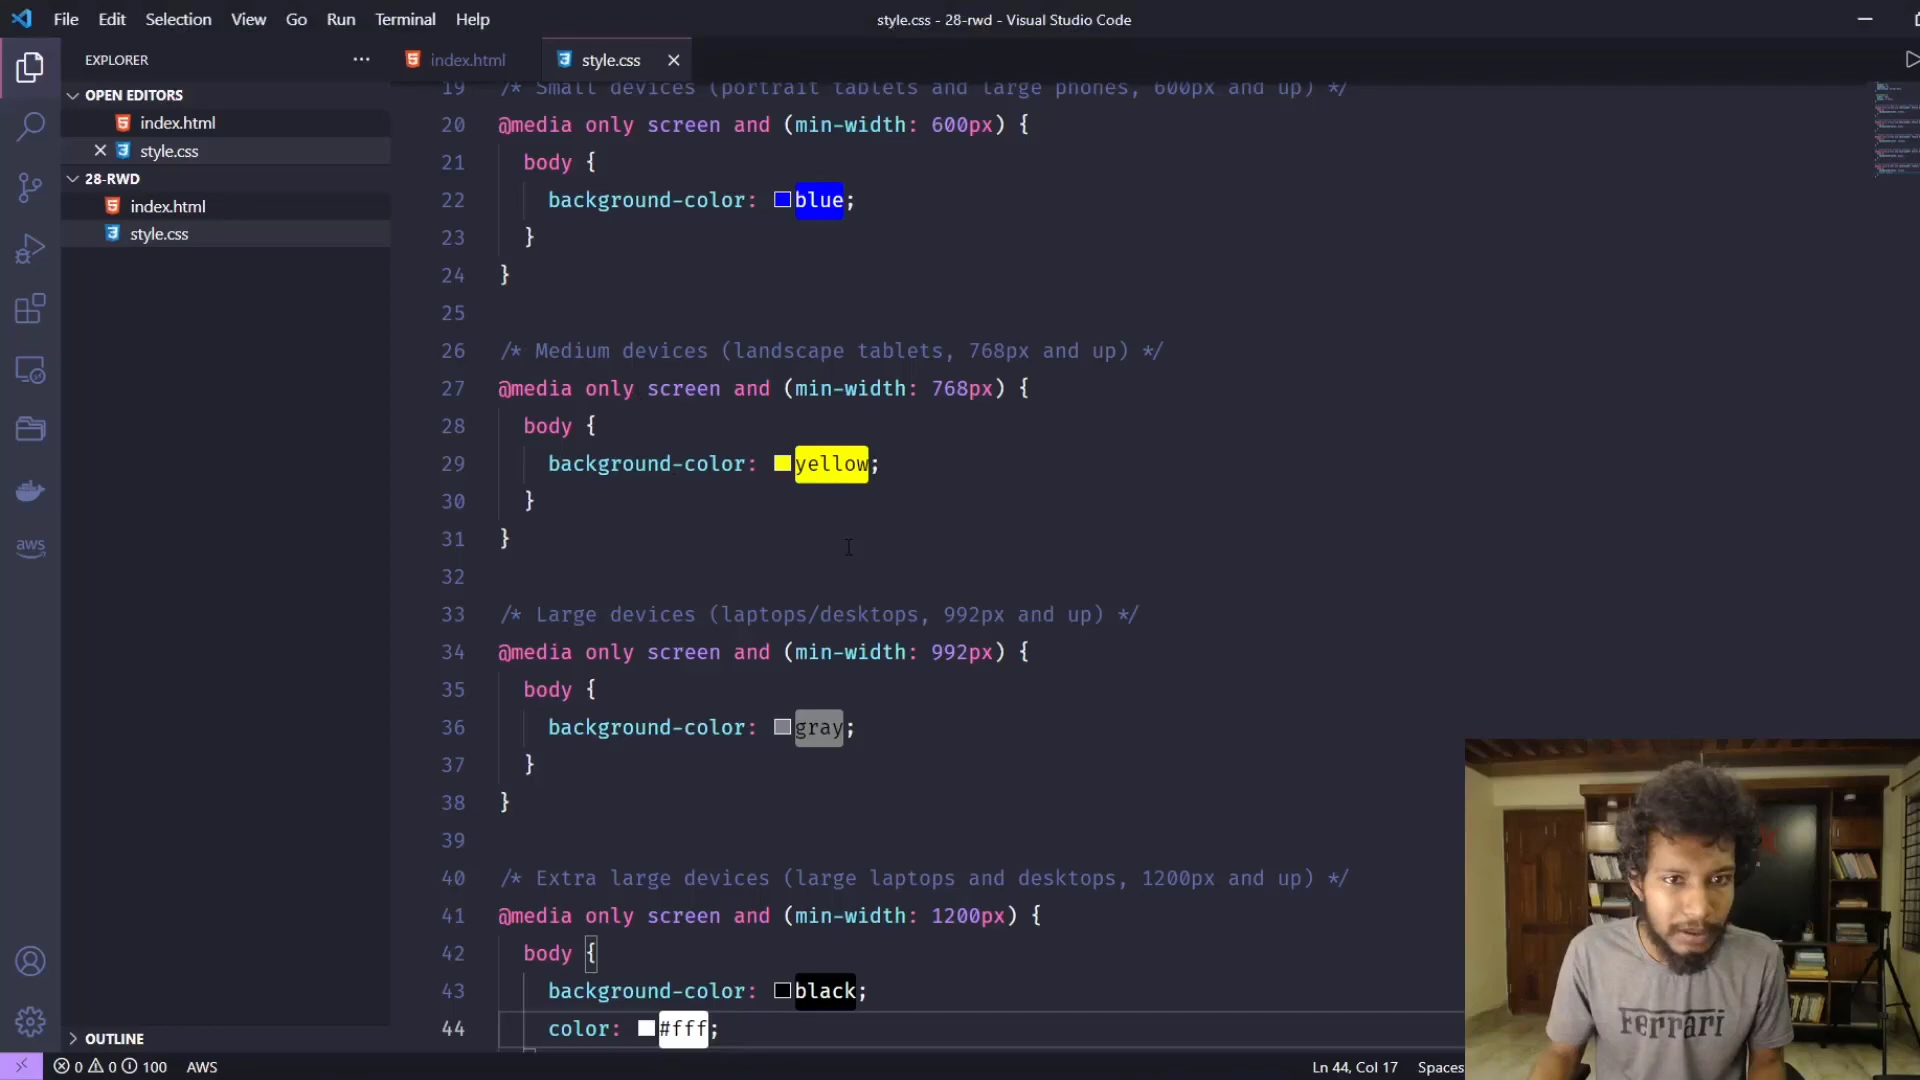 File Edit Selection View Go Run Terminal Help
style.css - 28-rwd - Visual Studio Code
EXPLORER
index.html
style.css
OPEN EDITORS
index.html
style.css
28-RWD
index.html
style.css
19 /* Small devices (portrait tablets and large phones, 600px and up) */
20 @media only screen and (min-width: 600px) {
21 body {
22 background-color: blue;
23 }
24 }
25
26 /* Medium devices (landscape tablets, 768px and up) */
27 @media only screen and (min-width: 768px) {
28 body {
29 background-color: yellow;
30 }
31 }
32
33 /* Large devices (laptops/desktops, 992px and up) */
34 @media only screen and (min-width: 992px) {
35 body {
36 background-color: gray;
37 }
38 }
39
40 /* Extra large devices (large laptops and desktops, 1200px and up) */
41 @media only screen and (min-width: 1200px) {
42 body {
43 background-color: black;
44 color: #fff;
aws
OUTLINE
0 0 100 AWS
Ln 44, Col 17 Spaces
Ferrari